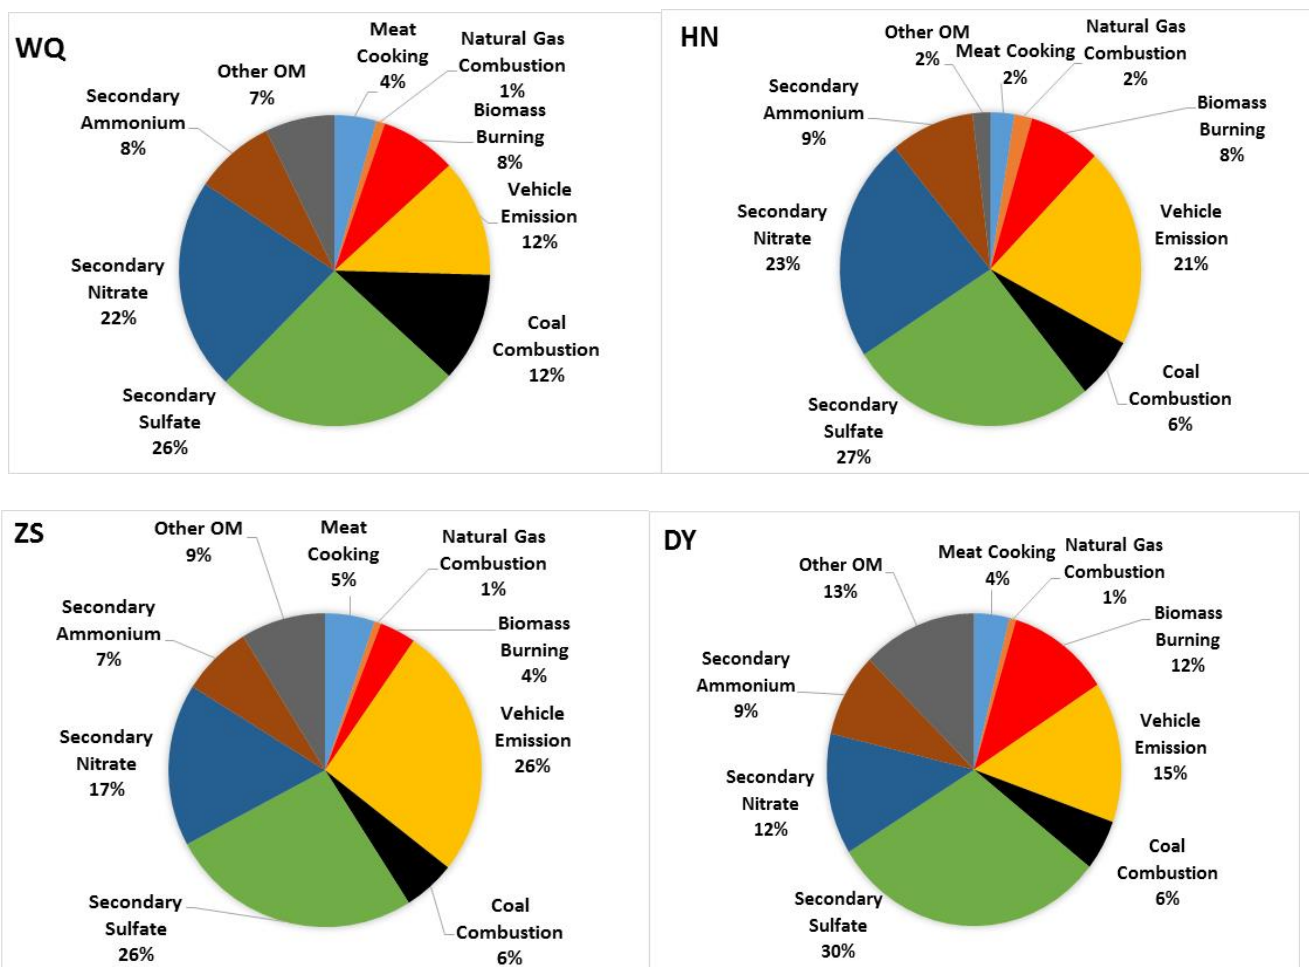 WQ
Meat
Cooking
4%
Natural Gas
Combustion
1%
Biomass
Burning
8%
Vehicle
Emission
12%
Coal
Combustion
12%
Secondary
Sulfate
26%
Secondary
Nitrate
22%
Secondary
Ammonium
8%
Other OM
7%
HN
Meat Cooking
2%
Natural Gas
Combustion
2%
Biomass
Burning
8%
Vehicle
Emission
21%
Coal
Combustion
6%
Secondary
Sulfate
27%
Secondary
Nitrate
23%
Secondary
Ammonium
9%
Other OM
2%
ZS
Meat
Cooking
5%
Natural Gas
Combustion
1%
Biomass
Burning
4%
Vehicle
Emission
26%
Coal
Combustion
6%
Secondary
Sulfate
26%
Secondary
Nitrate
17%
Secondary
Ammonium
7%
Other OM
9%
DY
Meat Cooking
4%
Natural Gas
Combustion
1%
Biomass
Burning
12%
Vehicle
Emission
15%
Coal
Combustion
6%
Secondary
Sulfate
30%
Secondary
Nitrate
12%
Secondary
Ammonium
9%
Other OM
13%